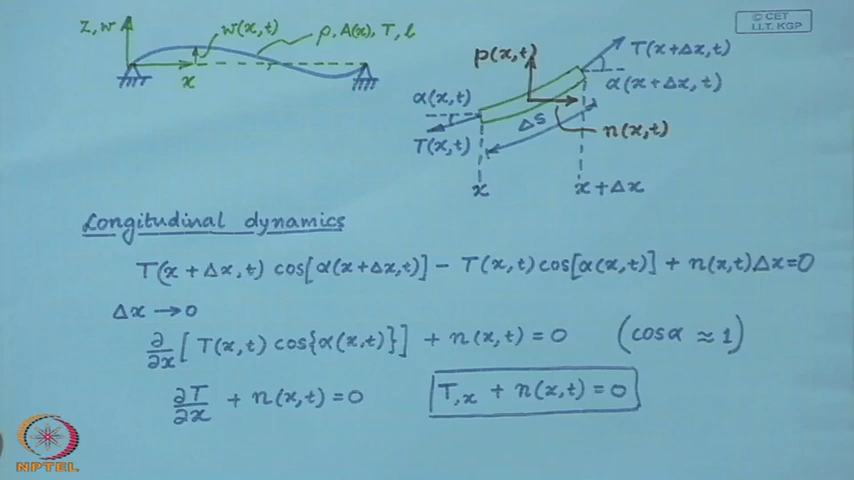 z, w
w(x,t)
ρ, A(x), T, l
x
© CET
I.I.T. KGP
p(x,t)
T(x+Δx,t)
α(x+Δx,t)
α(x,t)
T(x,t)
ΔS
n(x,t)
x
x+Δx
Longitudinal dynamics
T(x+Δx,t) cos[α(x+Δx,t)] − T(x,t)cos[α(x,t)] + n(x,t)Δx=0
Δx →0
∂/∂x [T(x,t) cos{α(x,t)}] + n(x,t) = 0 (cosα ≈ 1)
∂T/∂x + n(x,t) = 0 T,x + n(x,t) = 0
NPTEL